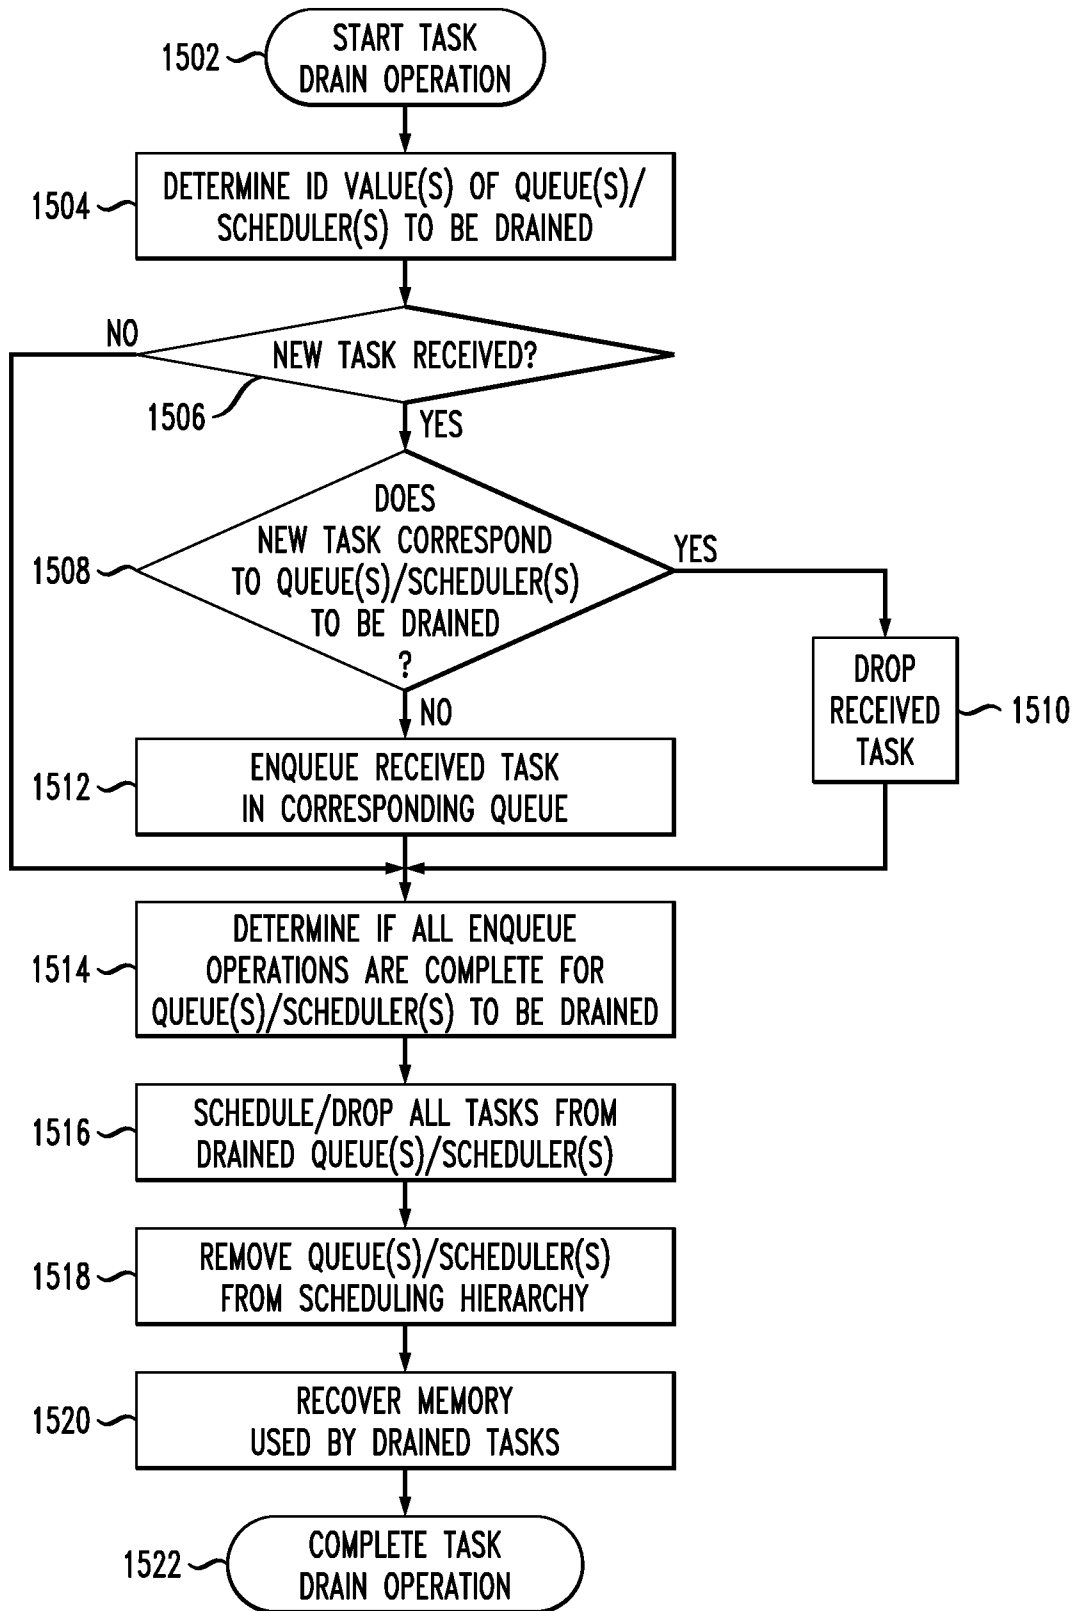 START TASK
DRAIN OPERATION
1502
DETERMINE ID VALUE(S) OF QUEUE(S)/
SCHEDULER(S) TO BE DRAINED
1504
NO
NEW TASK RECEIVED?
1506
YES
DOES
NEW TASK CORRESPOND
TO QUEUE(S)/SCHEDULER(S)
TO BE DRAINED
?
1508
YES
NO
DROP
RECEIVED
TASK
1510
ENQUEUE RECEIVED TASK
IN CORRESPONDING QUEUE
1512
DETERMINE IF ALL ENQUEUE
OPERATIONS ARE COMPLETE FOR
QUEUE(S)/SCHEDULER(S) TO BE DRAINED
1514
SCHEDULE/DROP ALL TASKS FROM
DRAINED QUEUE(S)/SCHEDULER(S)
1516
REMOVE QUEUE(S)/SCHEDULER(S)
FROM SCHEDULING HIERARCHY
1518
RECOVER MEMORY
USED BY DRAINED TASKS
1520
COMPLETE TASK
DRAIN OPERATION
1522